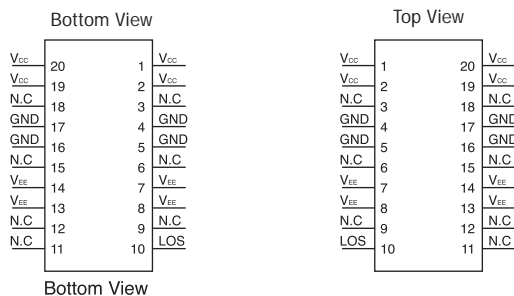 Bottom View
Vcc 20 1 Vcc
Vcc 19 2 Vcc
N.C 18 3 N.C
GND 17 4 GND
GND 16 5 GND
N.C 15 6 N.C
VEE 14 7 VEE
VEE 13 8 VEE
N.C 12 9 N.C
N.C 11 10 LOS
Bottom View
Top View
Vcc 1 20 Vcc
Vcc 2 19 Vcc
N.C 3 18 N.C
GND 4 17 GND
GND 5 16 GND
N.C 6 15 N.C
VEE 7 14 VEE
VEE 8 13 VEE
N.C 9 12 N.C
LOS 10 11 N.C